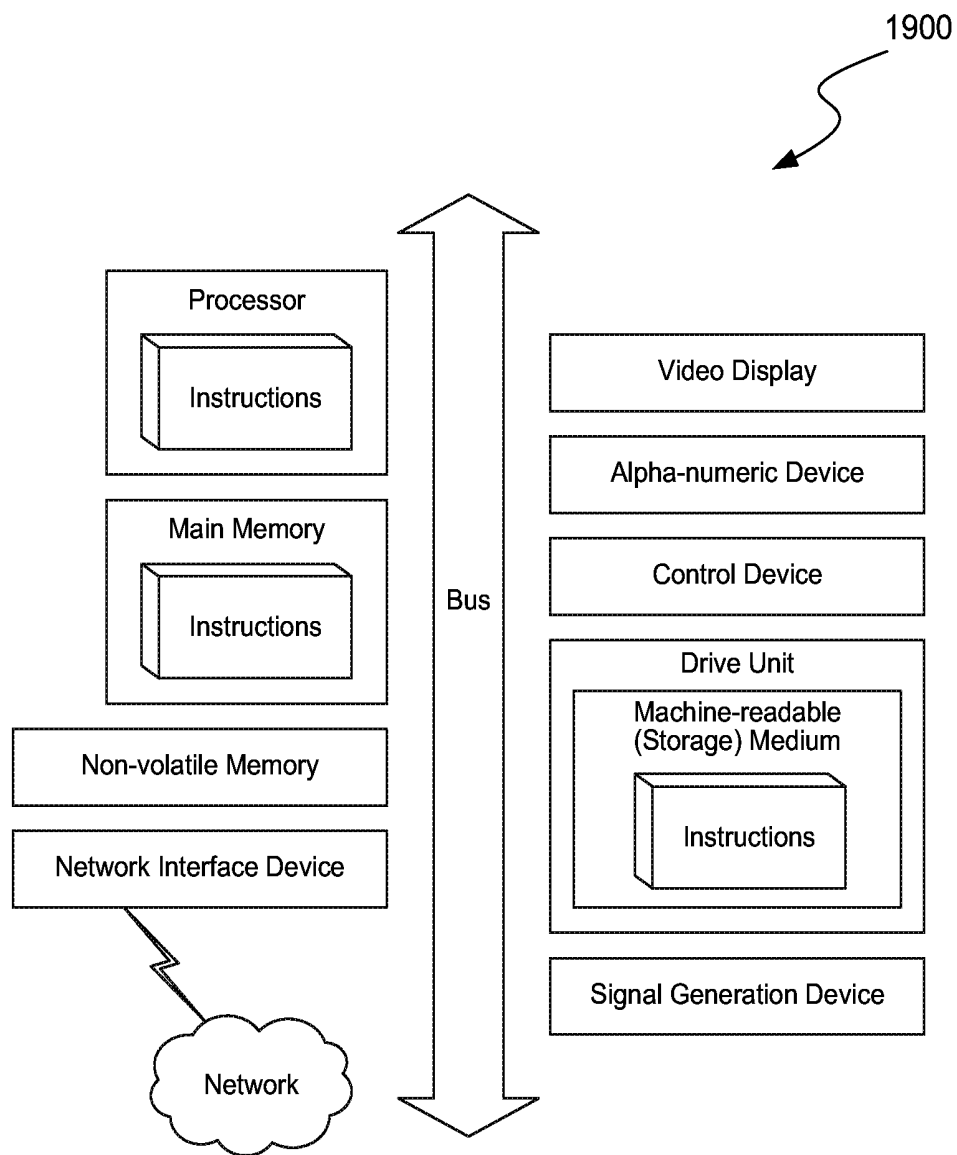 1900
Processor
Instructions
Main Memory
Instructions
Non-volatile Memory
Network Interface Device
Network
Bus
Video Display
Alpha-numeric Device
Control Device
Drive Unit
Machine-readable
(Storage) Medium
Instructions
Signal Generation Device